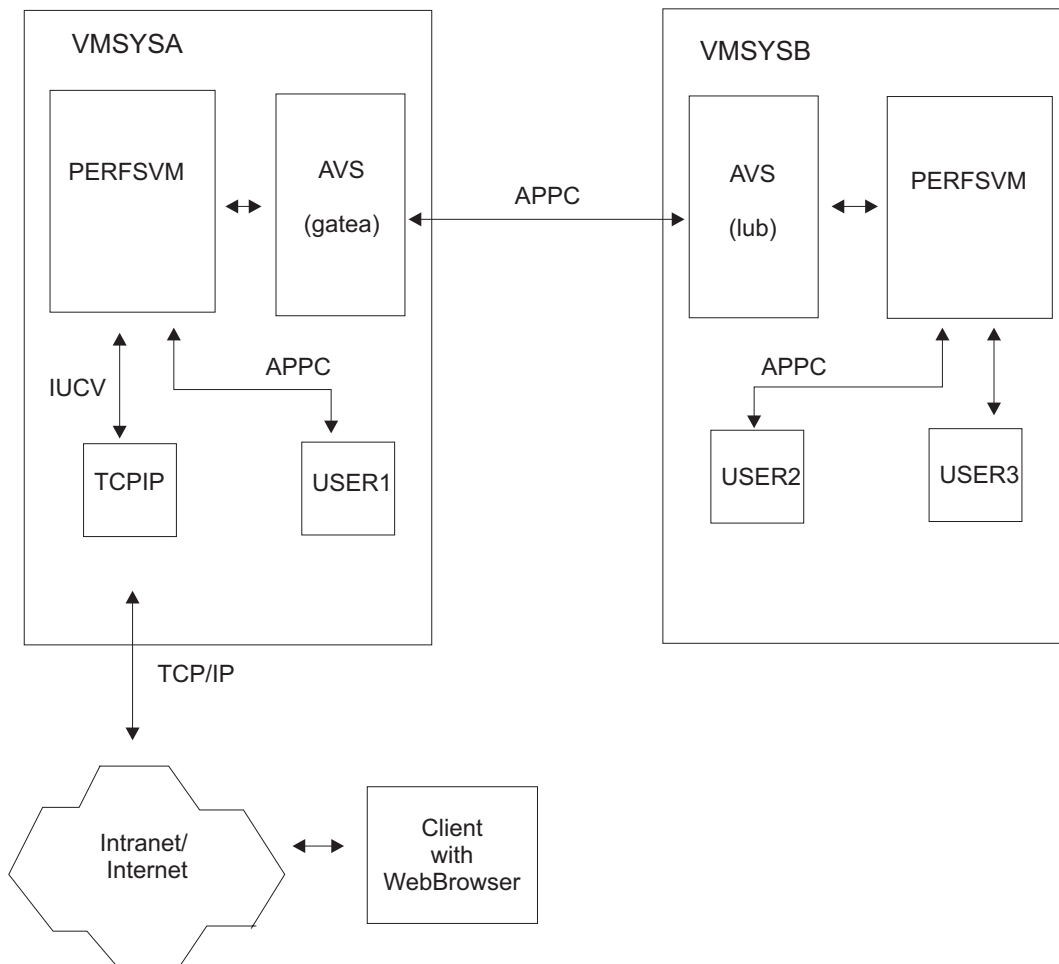 VMSYSA
PERFSVM
AVS
(gatea)
IUCV
APPC
TCPIP
USER1
TCP/IP
APPC
VMSYSB
AVS
(lub)
PERFSVM
APPC
USER2
USER3
Intranet/
Internet
Client
with
WebBrowser